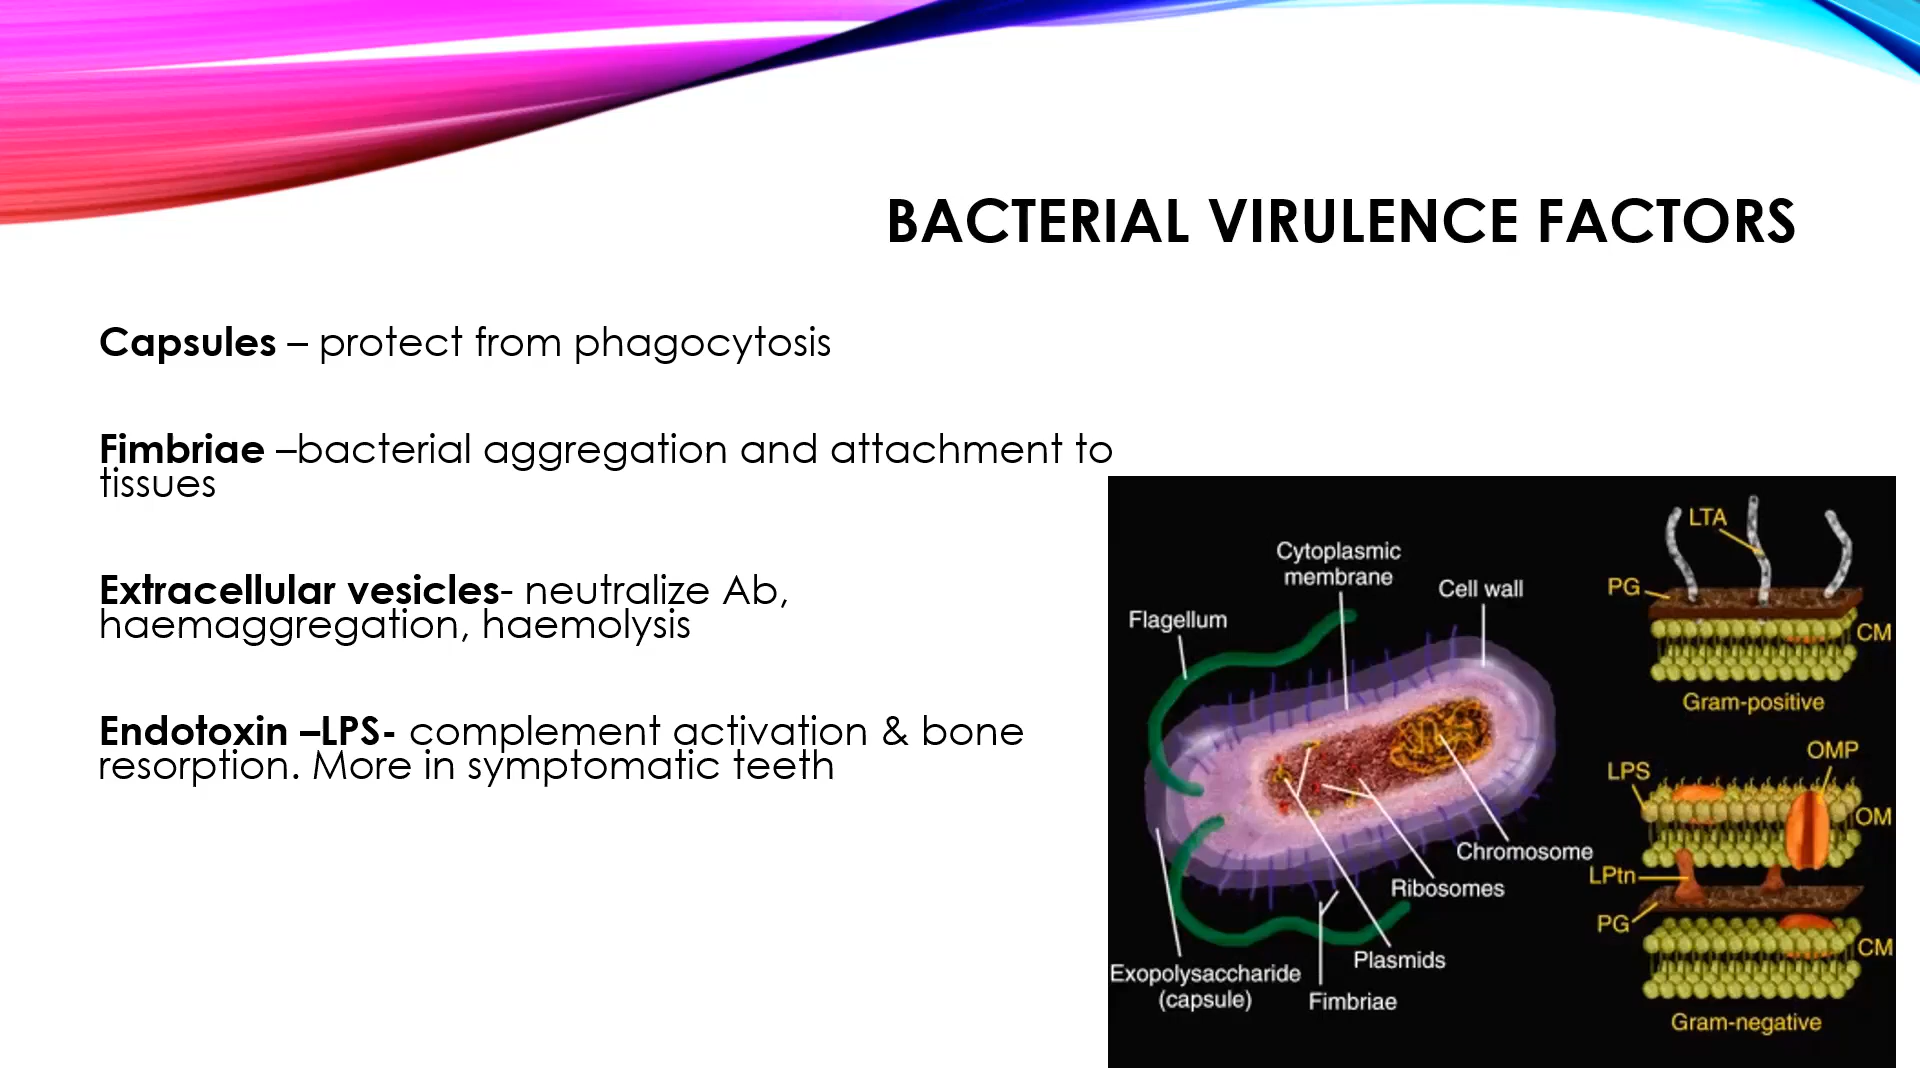 BACTERIAL VIRULENCE FACTORS
Capsules – protect from phagocytosis
Fimbriae –bacterial aggregation and attachment to
tissues
Extracellular vesicles- neutralize Ab,
haemaggregation, haemolysis
Endotoxin –LPS- complement activation & bone
resorption. More in symptomatic teeth
Cytoplasmic
membrane
Cell wall
Flagellum
Chromosome
Ribosomes
Plasmids
Fimbriae
Exopolysaccharide
(capsule)
LTA
PG
CM
Gram-positive
OMP
LPS
OM
LPtn
PG
CM
Gram-negative